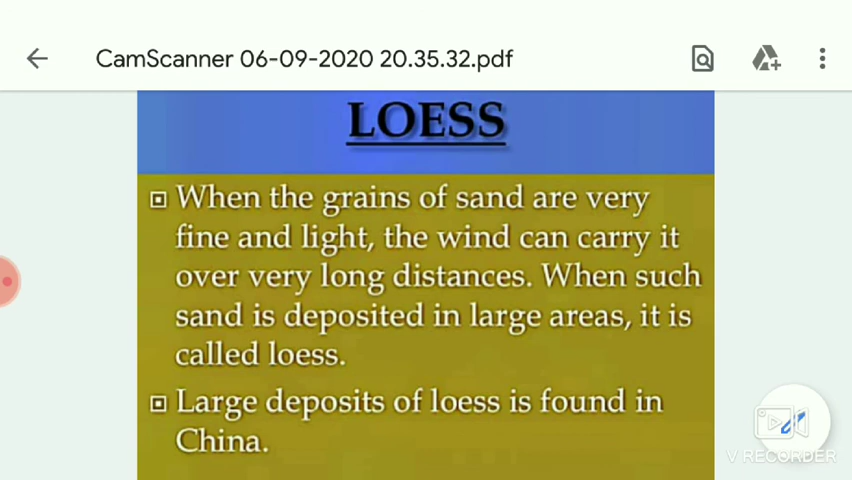 CamScanner 06-09-2020 20.35.32.pdf
LOESS
When the grains of sand are very
fine and light, the wind can carry it
over very long distances. When such
sand is deposited in large areas, it is
called loess.
Large deposits of loess is found in
China.
V RECORDER